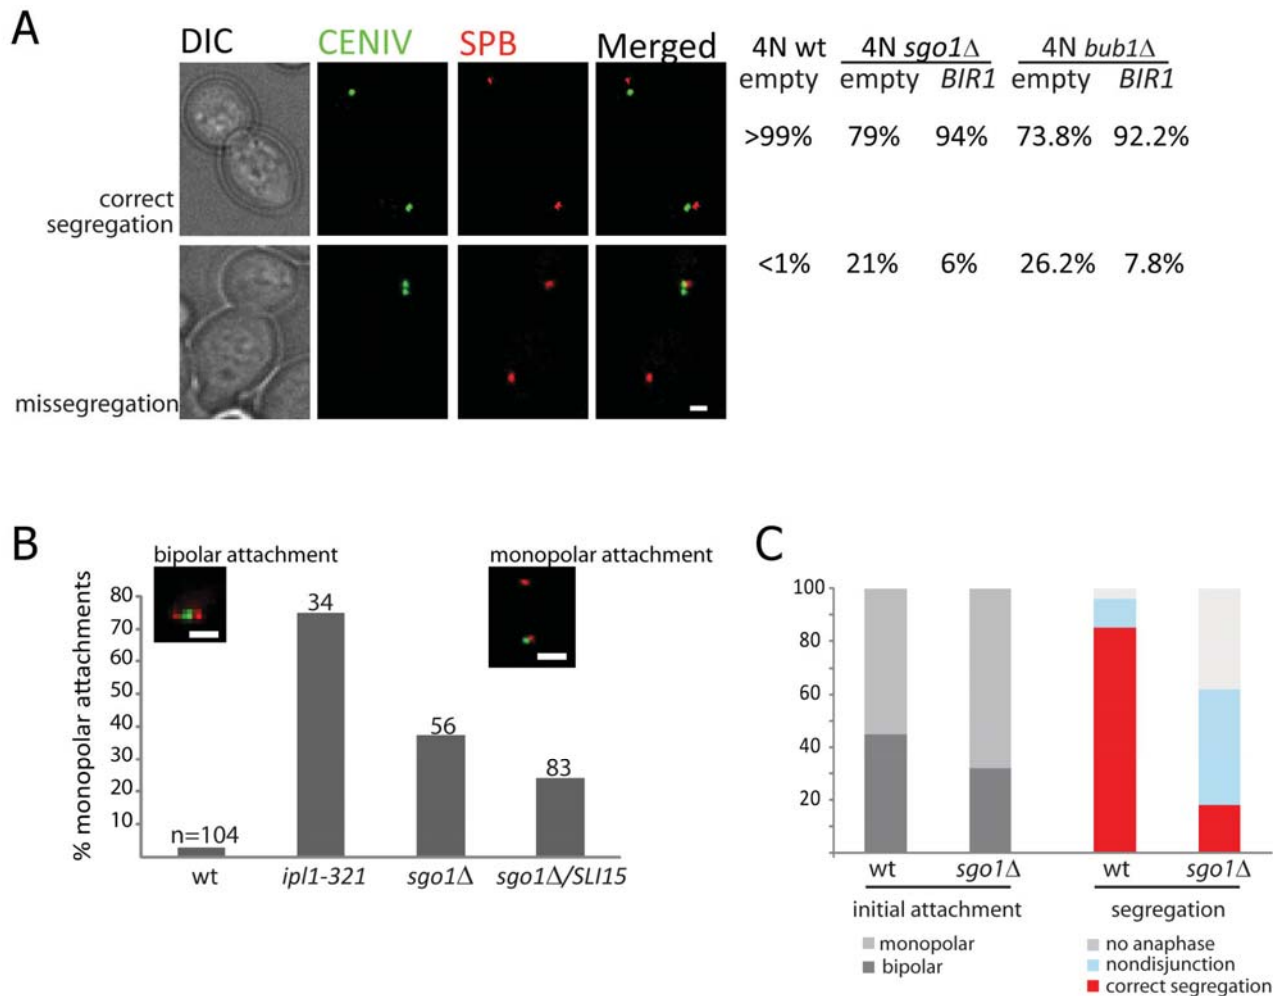 A
DIC CENIV SPB Merged
4N wt 4N sgo1Δ 4N bub1Δ
empty empty BIR1 empty BIR1
correct
segregation
>99% 79% 94% 73.8% 92.2%
missegregation
<1% 21% 6% 26.2% 7.8%
B
bipolar attachment monopolar attachment
% monopolar attachments
80
70
60
50
40
30
20
10
n=104 34 56 83
wt ipl1-321 sgo1Δ sgo1Δ/SLI15
C
100
80
60
40
20
wt sgo1Δ wt sgo1Δ
initial attachment segregation
monopolar
bipolar
no anaphase
nondisjunction
correct segregation